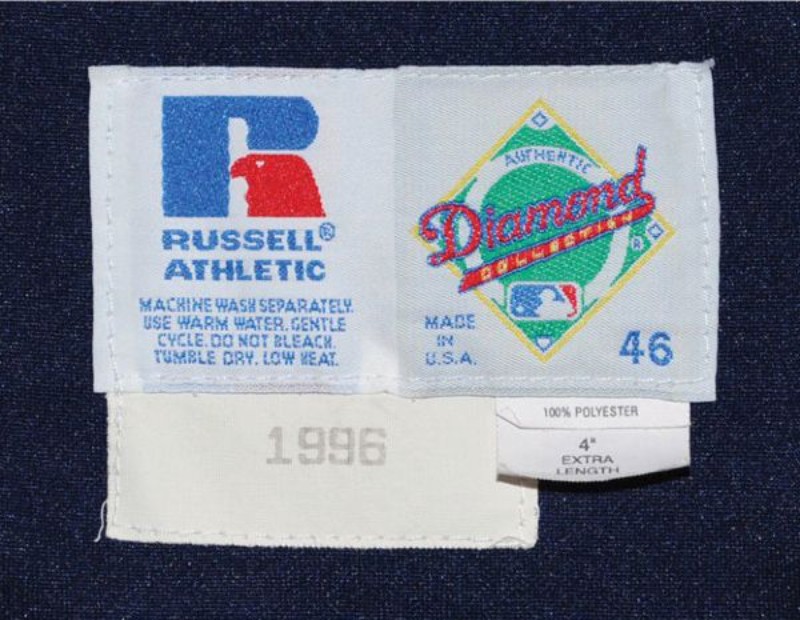 RUSSELL®
ATHLETIC
MACHINE WASH SEPARATELY.
USE WARM WATER. GENTLE
CYCLE. DO NOT BLEACH.
TUMBLE DRY. LOW HEAT.
AUTHENTIC
Diamond
COLLECTION
®
MADE
IN
U.S.A.
46
1996
100% POLYESTER
4"
EXTRA
LENGTH